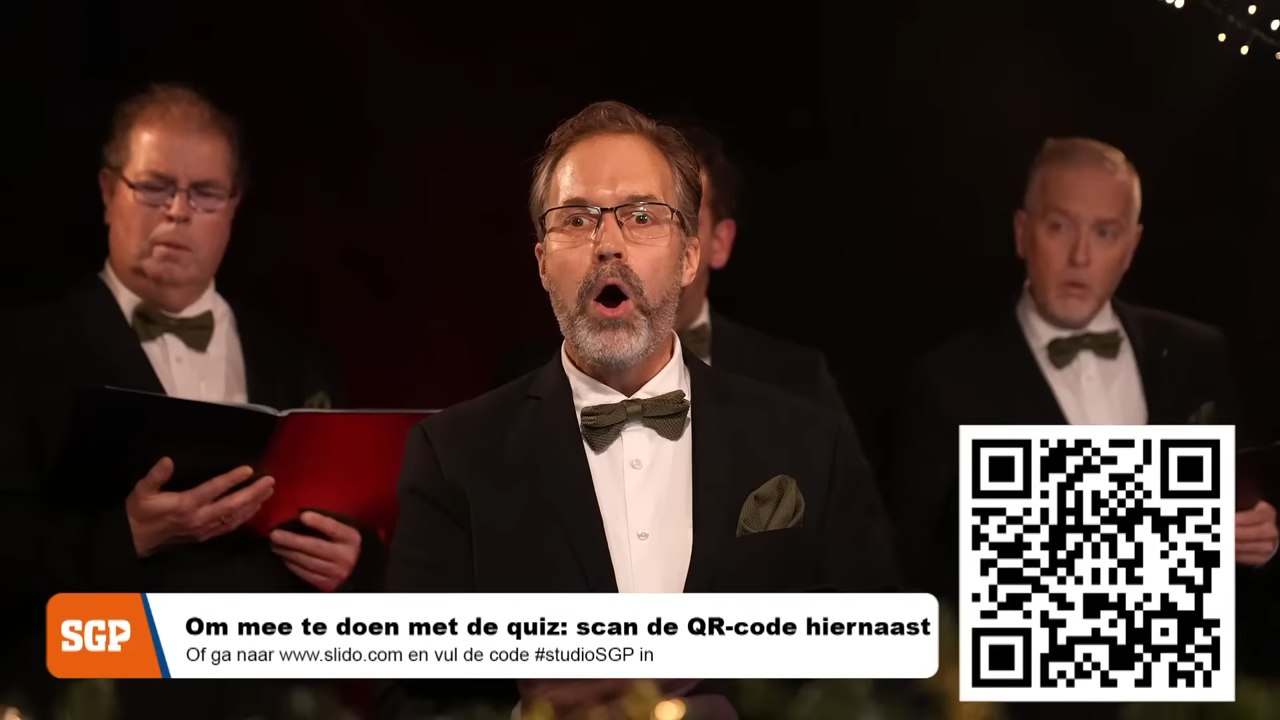 SGP
Om mee te doen met de quiz: scan de QR-code hiernaast
Of ga naar www.slido.com en vul de code #studioSGP in